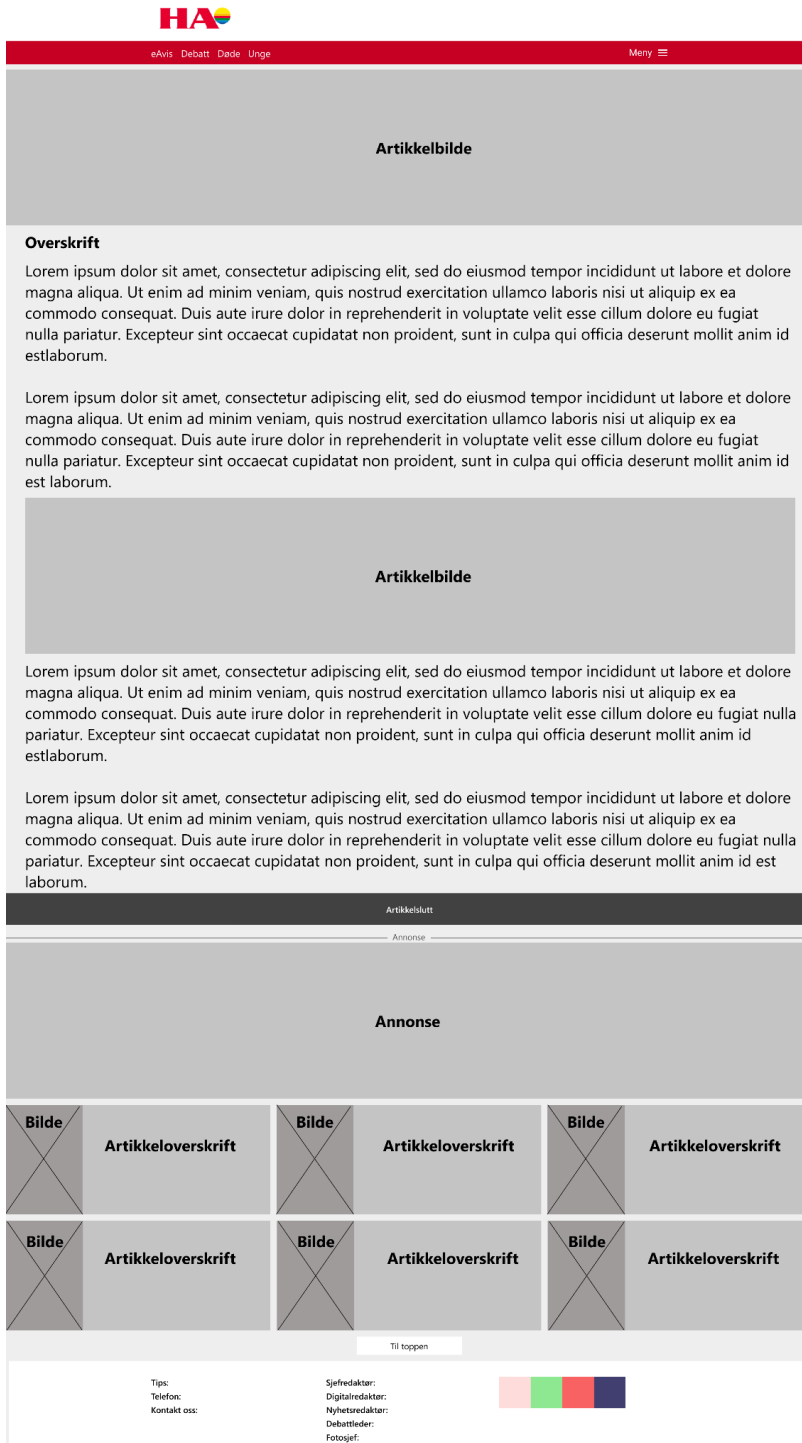 HA
eAvis Debatt Døde Unge Meny
Artikkelbilde
Overskrift
Lorem ipsum dolor sit amet, consectetur adipiscing elit, sed do eiusmod tempor incididunt ut labore et dolore
magna aliqua. Ut enim ad minim veniam, quis nostrud exercitation ullamco laboris nisi ut aliquip ex ea
commodo consequat. Duis aute irure dolor in reprehenderit in voluptate velit esse cillum dolore eu fugiat
nulla pariatur. Excepteur sint occaecat cupidatat non proident, sunt in culpa qui officia deserunt mollit anim id
estlaborum.
Lorem ipsum dolor sit amet, consectetur adipiscing elit, sed do eiusmod tempor incididunt ut labore et dolore
magna aliqua. Ut enim ad minim veniam, quis nostrud exercitation ullamco laboris nisi ut aliquip ex ea
commodo consequat. Duis aute irure dolor in reprehenderit in voluptate velit esse cillum dolore eu fugiat
nulla pariatur. Excepteur sint occaecat cupidatat non proident, sunt in culpa qui officia deserunt mollit anim id
est laborum.
Artikkelbilde
Lorem ipsum dolor sit amet, consectetur adipiscing elit, sed do eiusmod tempor incididunt ut labore et dolore
magna aliqua. Ut enim ad minim veniam, quis nostrud exercitation ullamco laboris nisi ut aliquip ex ea
commodo consequat. Duis aute irure dolor in reprehenderit in voluptate velit esse cillum dolore eu fugiat nulla
pariatur. Excepteur sint occaecat cupidatat non proident, sunt in culpa qui officia deserunt mollit anim id
estlaborum.
Lorem ipsum dolor sit amet, consectetur adipiscing elit, sed do eiusmod tempor incididunt ut labore et dolore
magna aliqua. Ut enim ad minim veniam, quis nostrud exercitation ullamco laboris nisi ut aliquip ex ea
commodo consequat. Duis aute irure dolor in reprehenderit in voluptate velit esse cillum dolore eu fugiat nulla
pariatur. Excepteur sint occaecat cupidatat non proident, sunt in culpa qui officia deserunt mollit anim id est
laborum.
Artikkelslutt
Annonse
Annonse
Bilde
Artikkeloverskrift
Bilde
Artikkeloverskrift
Bilde
Artikkeloverskrift
Bilde
Artikkeloverskrift
Bilde
Artikkeloverskrift
Bilde
Artikkeloverskrift
Til toppen
Tips:
Telefon:
Kontakt oss:
Sjefredaktør:
Digitalredaktør:
Nyhetsredaktør:
Debattleder:
Fotosjef: